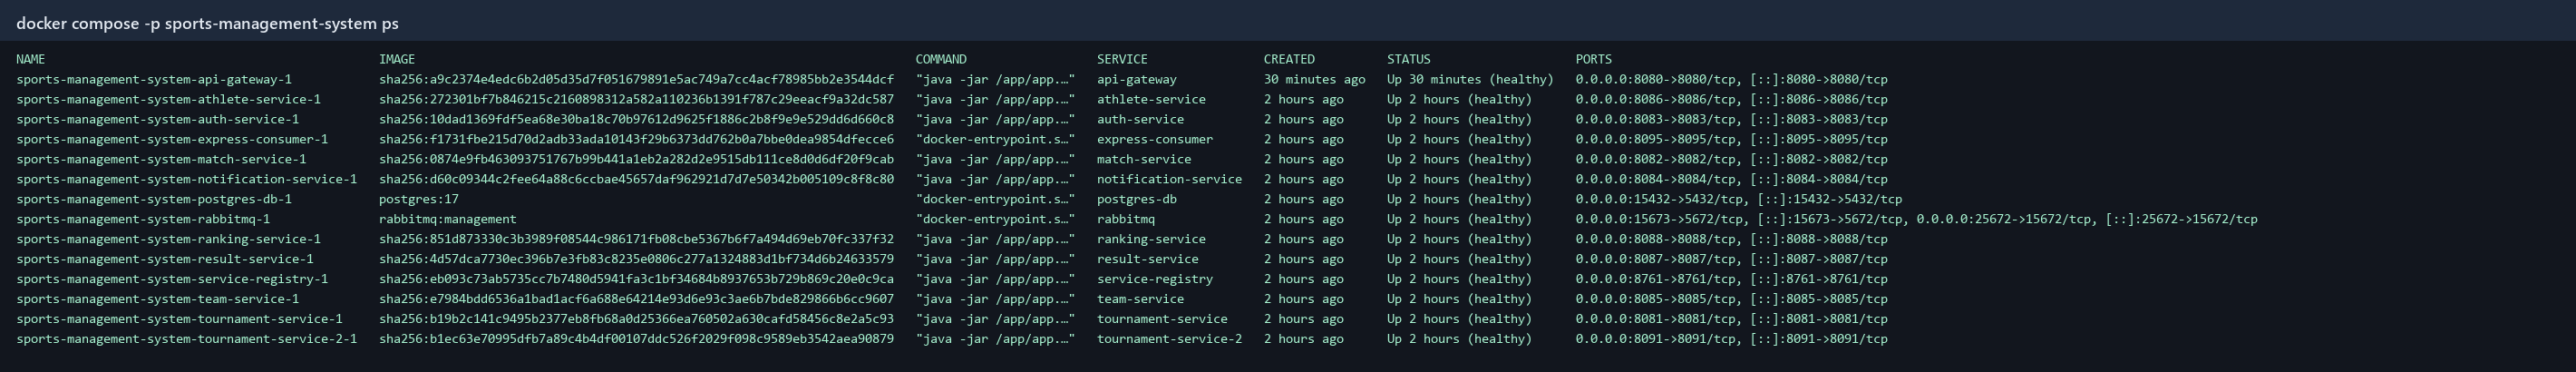 docker compose -p sports-management-system ps
NAME IMAGE COMMAND SERVICE CREATED STATUS PORTS
sports-management-system-api-gateway-1 sha256:a9c2374e4edc6b2d05d35d7f051679891e5ac749a7cc4acf78985bb2e3544dcf "java -jar /app/app.…" api-gateway 30 minutes ago Up 30 minutes (healthy) 0.0.0.0:8080->8080/tcp, [::]:8080->8080/tcp
sports-management-system-athlete-service-1 sha256:272301bf7b846215c2160898312a582a110236b1391f787c29eeacf9a32dc587 "java -jar /app/app.…" athlete-service 2 hours ago Up 2 hours (healthy) 0.0.0.0:8086->8086/tcp, [::]:8086->8086/tcp
sports-management-system-auth-service-1 sha256:10dad1369fdf5ea68e30ba18c70b97612d9625f1886c2b8f9e9e529dd6d660c8 "java -jar /app/app.…" auth-service 2 hours ago Up 2 hours (healthy) 0.0.0.0:8083->8083/tcp, [::]:8083->8083/tcp
sports-management-system-express-consumer-1 sha256:f1731fbe215d70d2adb33ada10143f29b6373dd762b0a7bbe0dea9854dfecce6 "docker-entrypoint.s…" express-consumer 2 hours ago Up 2 hours (healthy) 0.0.0.0:8095->8095/tcp, [::]:8095->8095/tcp
sports-management-system-match-service-1 sha256:0874e9fb463093751767b99b441a1eb2a282d2e9515db111ce8d0d6df20f9cab "java -jar /app/app.…" match-service 2 hours ago Up 2 hours (healthy) 0.0.0.0:8082->8082/tcp, [::]:8082->8082/tcp
sports-management-system-notification-service-1 sha256:d60c09344c2fee64a88c6ccbae45657daf962921d7d7e50342b005109c8f8c80 "java -jar /app/app.…" notification-service 2 hours ago Up 2 hours (healthy) 0.0.0.0:8084->8084/tcp, [::]:8084->8084/tcp
sports-management-system-postgres-db-1 postgres:17 "docker-entrypoint.s…" postgres-db 2 hours ago Up 2 hours (healthy) 0.0.0.0:15432->5432/tcp, [::]:15432->5432/tcp
sports-management-system-rabbitmq-1 rabbitmq:management "docker-entrypoint.s…" rabbitmq 2 hours ago Up 2 hours (healthy) 0.0.0.0:15673->5672/tcp, [::]:15673->5672/tcp, 0.0.0.0:25672->15672/tcp, [::]:25672->15672/tcp
sports-management-system-ranking-service-1 sha256:851d873330c3b3989f08544c986171fb08cbe5367b6f7a494d69eb70fc337f32 "java -jar /app/app.…" ranking-service 2 hours ago Up 2 hours (healthy) 0.0.0.0:8088->8088/tcp, [::]:8088->8088/tcp
sports-management-system-result-service-1 sha256:4d57dca7730ec396b7e3fb83c8235e0806c277a1324883d1bf734d6b24633579 "java -jar /app/app.…" result-service 2 hours ago Up 2 hours (healthy) 0.0.0.0:8087->8087/tcp, [::]:8087->8087/tcp
sports-management-system-service-registry-1 sha256:eb093c73ab5735cc7b7480d5941fa3c1bf34684b8937653b729b869c20e0c9ca "java -jar /app/app.…" service-registry 2 hours ago Up 2 hours (healthy) 0.0.0.0:8761->8761/tcp, [::]:8761->8761/tcp
sports-management-system-team-service-1 sha256:e7984bdd6536a1bad1acf6a688e64214e93d6e93c3ae6b7bde829866b6cc9607 "java -jar /app/app.…" team-service 2 hours ago Up 2 hours (healthy) 0.0.0.0:8085->8085/tcp, [::]:8085->8085/tcp
sports-management-system-tournament-service-1 sha256:b19b2c141c9495b2377eb8fb68a0d25366ea760502a630cafd58456c8e2a5c93 "java -jar /app/app.…" tournament-service 2 hours ago Up 2 hours (healthy) 0.0.0.0:8081->8081/tcp, [::]:8081->8081/tcp
sports-management-system-tournament-service-2-1 sha256:b1ec63e70995dfb7a89c4b4df00107ddc526f2029f098c9589eb3542aea90879 "java -jar /app/app.…" tournament-service-2 2 hours ago Up 2 hours (healthy) 0.0.0.0:8091->8091/tcp, [::]:8091->8091/tcp